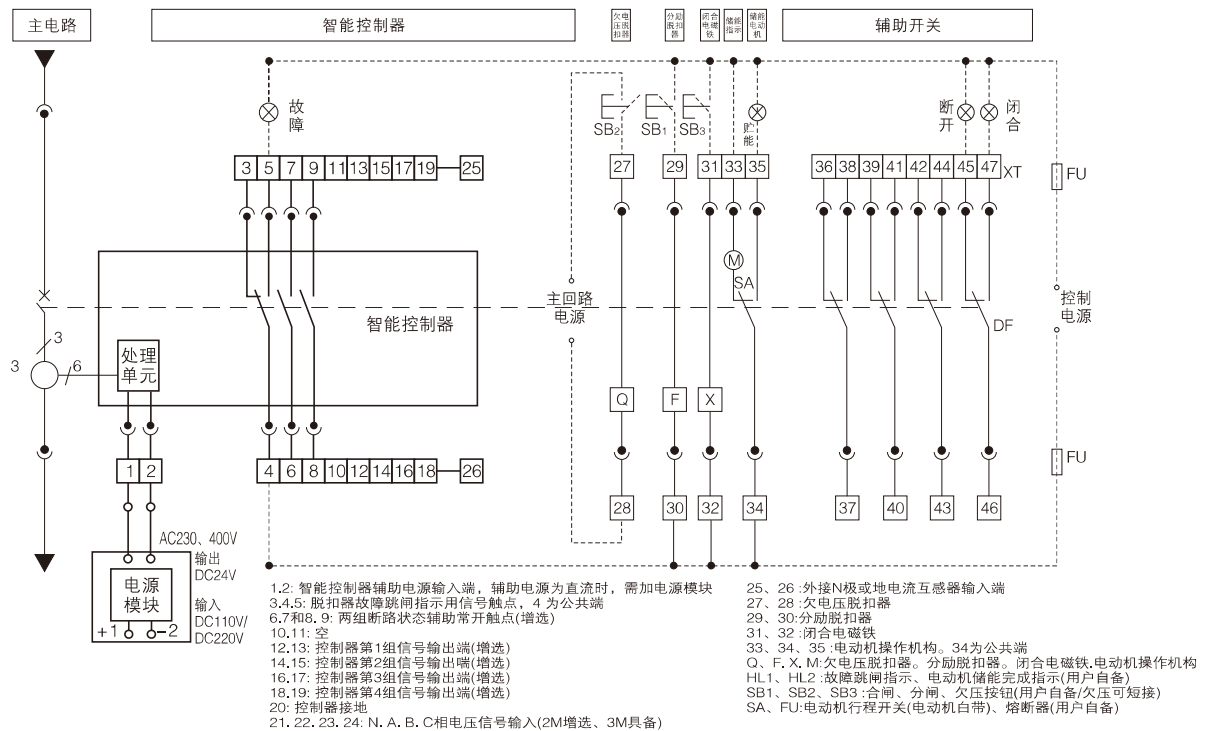 主电路
智能控制器
欠电
压脱
扣器
分励
脱扣
器
闭合
电磁
铁
储能
指示
储能
电动
机
辅助开关
故
障
SB2
SB1
SB3
贮
能
断
开
闭
合
3 5 7 9 11 13 15 17 19 25
27 29 31 33 35
36 38 39 41 42 44 45 47 XT
FU
M
SA
主回路
电源
控制
电源
智能控制器
DF
3
3
6
处理
单元
Q F X
1 2
4 6 8 10 12 14 16 18 26
FU
28 30 32 34
37 40 43 46
AC230、400V
输出
DC24V
电源
模块
输入
DC110V/
DC220V
+1 -2
1.2: 智能控制器辅助电源输入端，辅助电源为直流时，需加电源模块
3.4.5: 脱扣器故障跳闸指示用信号触点，4 为公共端
6.7和8.9: 两组断路状态辅助常开触点(增选)
10.11: 空
12.13: 控制器第1组信号输出端(增选)
14.15: 控制器第2组信号输出喘(增选)
16.17: 控制器第3组信号输出端(增选)
18.19: 控制器第4组信号输出端(增选)
20: 控制器接地
21. 22. 23. 24: N. A. B. C相电压信号输入(2M增选、3M具备)
25、26 :外接N极或地电流互感器输入端
27、28 :欠电压脱扣器
29、30:分励脱扣器
31、32 :闭合电磁铁
33、34、35 :电动机操作机构。34为公共端
Q、F. X. M:欠电压脱扣器。分励脱扣器。闭合电磁铁.电动机操作机构
HL1、HL2 :故障跳闸指示、电动机储能完成指示(用户自备)
SB1、SB2、SB3 :合闸、分闸、欠压按钮(用户自备/欠压可短接)
SA、FU:电动机行程开关(电动机白带)、熔断器(用户自备)